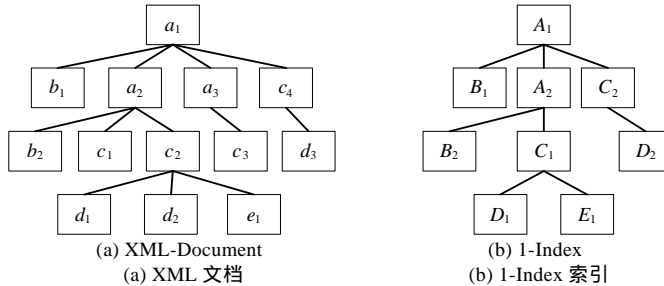 a1 A1
b1 a2 a3 c4 B1 A2 C2
b2 c1 c2 c3 d3 B2 C1 D2
d1 d2 e1 D1 E1
(a) XML-Document (b) 1-Index
(a) XML 文档 (b) 1-Index 索引